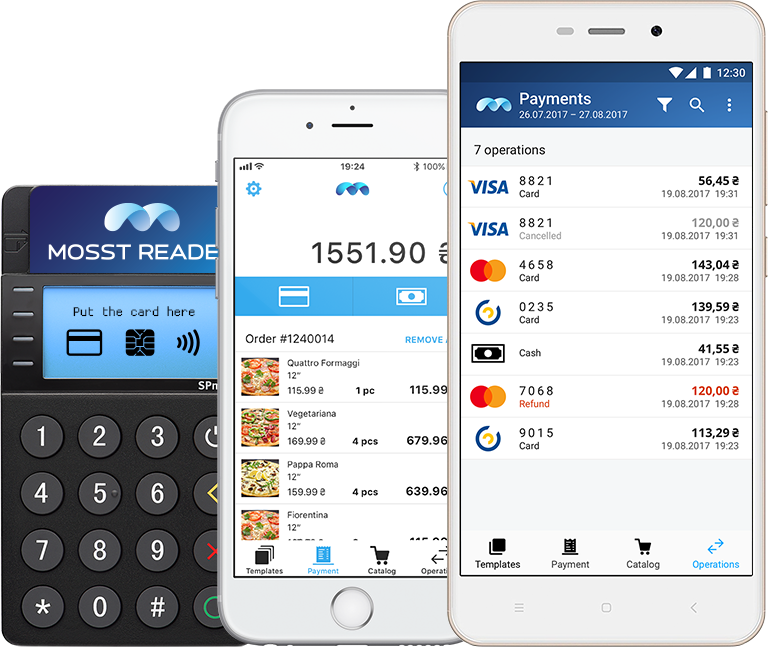 MOSST READE
Put the card here
1 2 3
4 5 6
7 8 9
* 0 #
19:24
100%
1551.90 ₴
Order #1240014
REMOVE
Quattro Formaggi
12"
115.99 ₴ 1 pc 115.99
Vegetariana
12"
169.99 ₴ 4 pcs 679.96
Pappa Roma
12"
159.99 ₴ 4 pcs 639.96
Fiorentina
12"
Templates Payment Catalog Operati
12:30
Payments
26.07.2017 – 27.08.2017
7 operations
VISA 8821 56,45 ₴
Card 19.08.2017 19:31
VISA 8821 120,00 ₴
Cancelled 19.08.2017 19:31
4658 143,04 ₴
Card 19.08.2017 19:28
0235 139,59 ₴
Card 19.08.2017 19:23
Cash 41,55 ₴
19.08.2017 19:23
7068 120,00 ₴
Refund 19.08.2017 19:28
9015 113,29 ₴
Card 19.08.2017 19:23
Templates Payment Catalog Operations